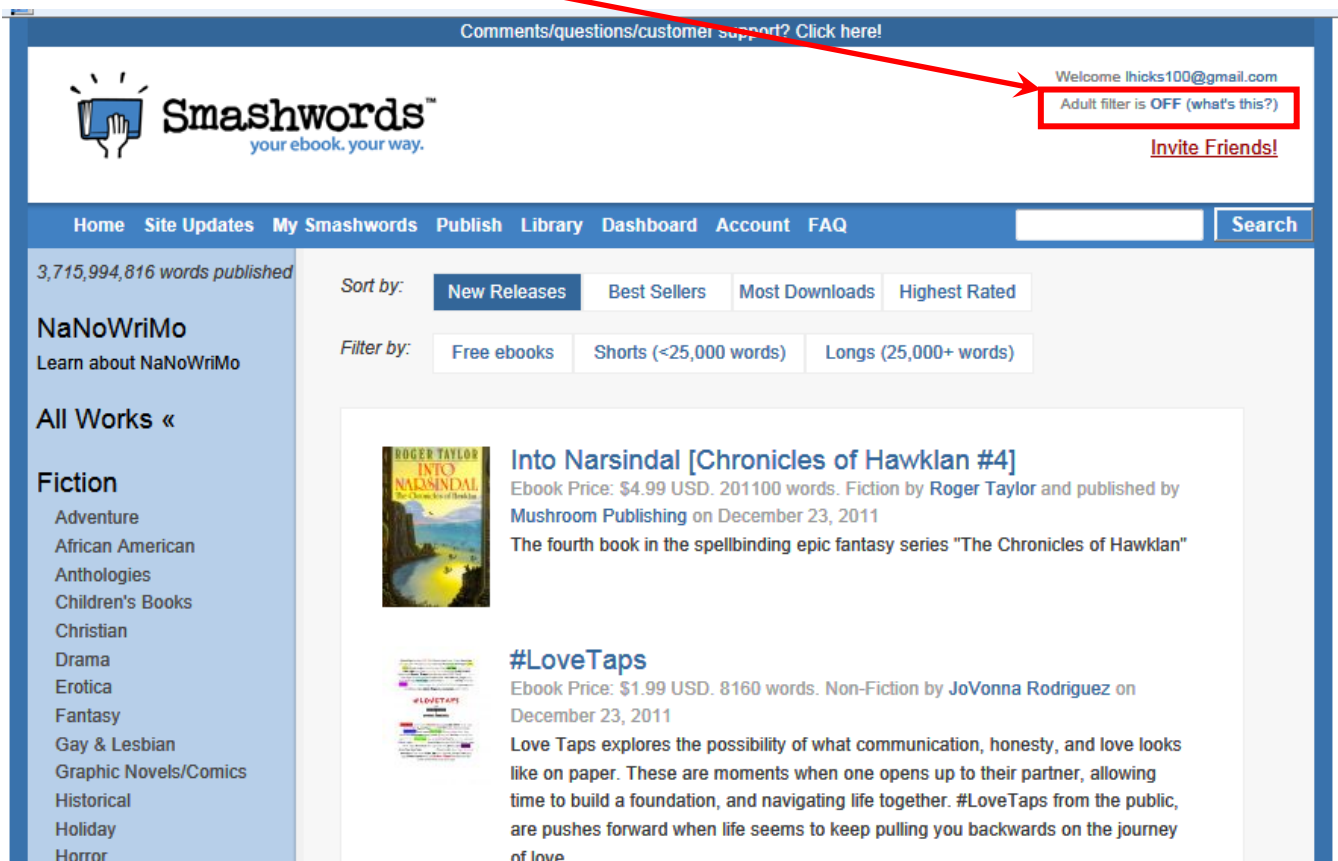 Comments/questions/customer support? Click here!
Welcome lhicks100@gmail.com
Adult filter is OFF (what's this?)
Smashwords™
your ebook. your way.
Invite Friends!
Home Site Updates My Smashwords Publish Library Dashboard Account FAQ Search
3,715,994,816 words published
NaNoWriMo
Learn about NaNoWriMo
All Works «
Fiction
Adventure
African American
Anthologies
Children's Books
Christian
Drama
Erotica
Fantasy
Gay & Lesbian
Graphic Novels/Comics
Historical
Holiday
Horror
Sort by: New Releases Best Sellers Most Downloads Highest Rated
Filter by: Free ebooks Shorts (<25,000 words) Longs (25,000+ words)
ROGER TAYLOR
INTO
NARSINDAL
The Chronicles of Hawklan
Into Narsindal [Chronicles of Hawklan #4]
Ebook Price: $4.99 USD. 201100 words. Fiction by Roger Taylor and published by
Mushroom Publishing on December 23, 2011
The fourth book in the spellbinding epic fantasy series "The Chronicles of Hawklan"
#LOVETAPS
#LoveTaps
Ebook Price: $1.99 USD. 8160 words. Non-Fiction by JoVonna Rodriguez on
December 23, 2011
Love Taps explores the possibility of what communication, honesty, and love looks
like on paper. These are moments when one opens up to their partner, allowing
time to build a foundation, and navigating life together. #LoveTaps from the public,
are pushes forward when life seems to keep pulling you backwards on the journey
of love